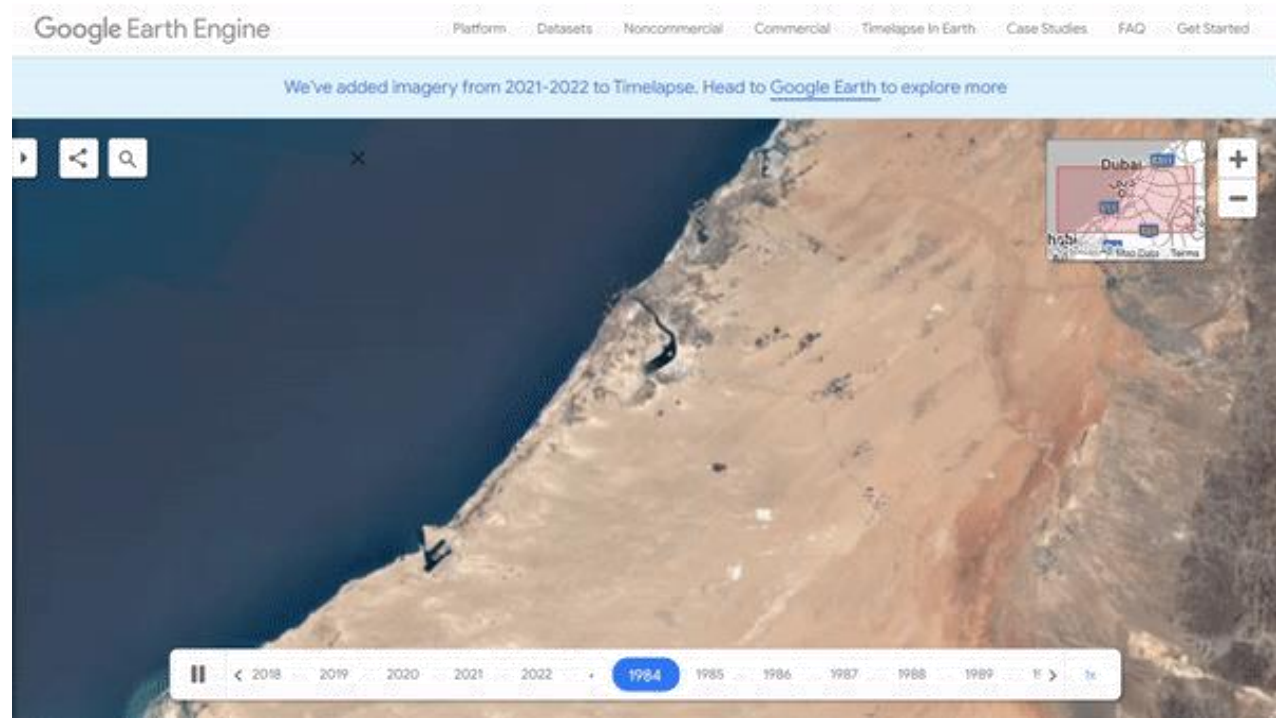 Google Earth Engine Platform Datasets Noncommercial Commercial Timelapse In Earth Case Studies FAQ Get Started
We've added imagery from 2021-2022 to Timelapse. Head to Google Earth to explore more
Dubai
Map Data Terms
2018 2019 2020 2021 2022 1984 1985 1986 1987 1988 1989 1x